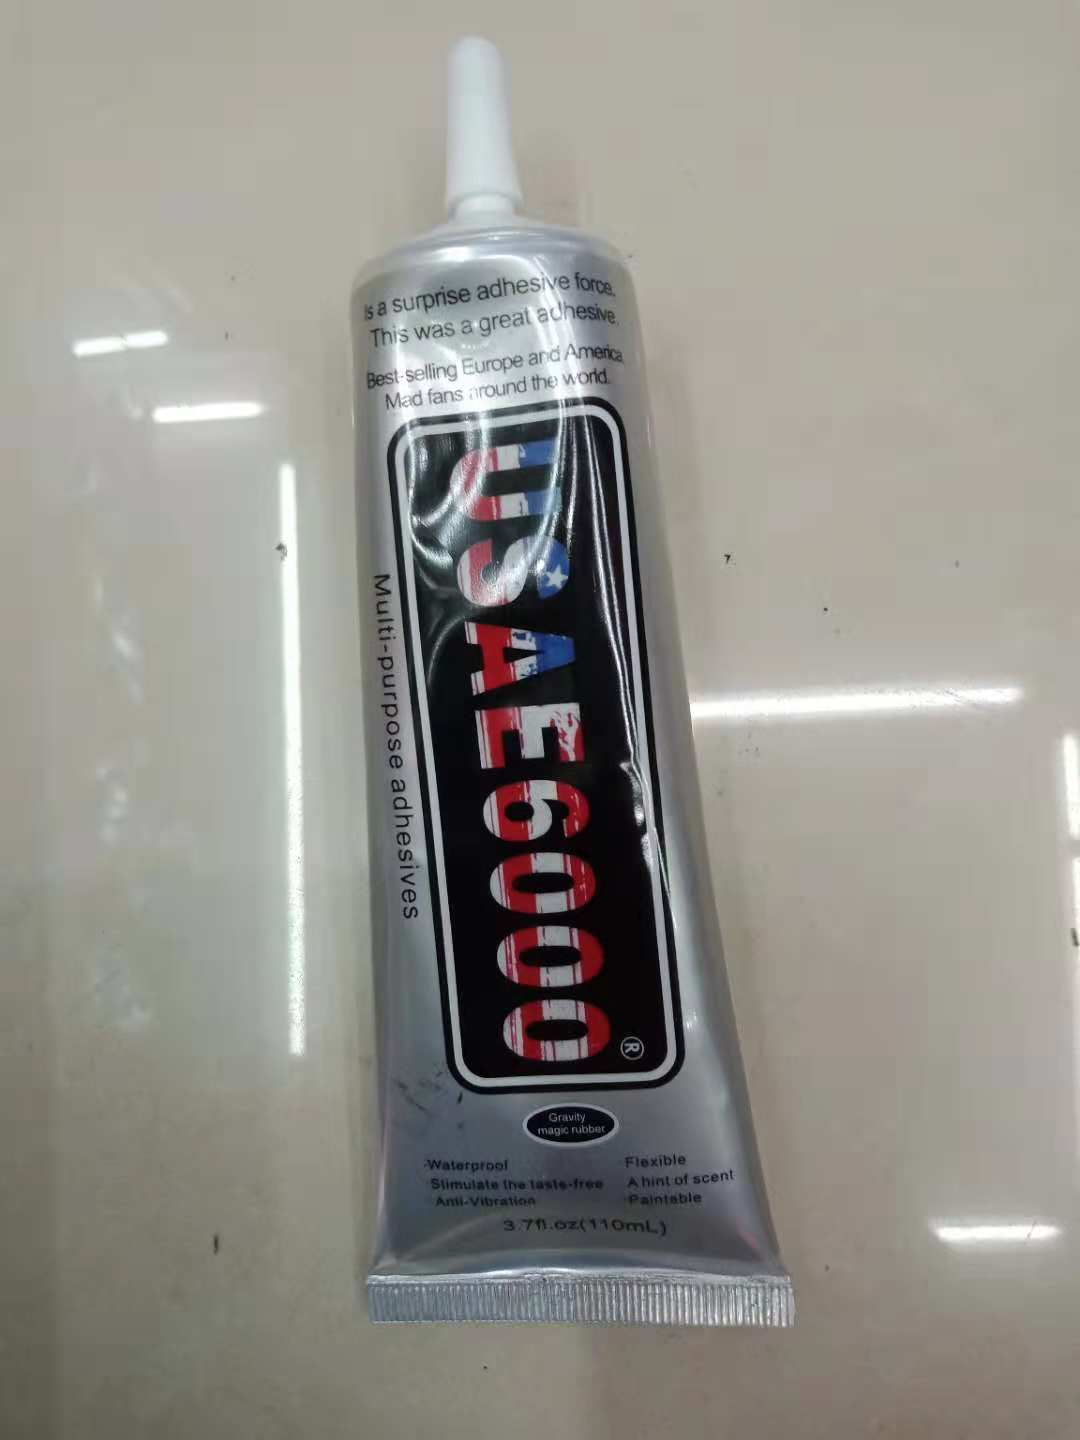 Is a surprise adhesive force.
This was a great adhesive.
Best-selling Europe and America
Mad fans around the world.
USAE6000®
Multi-purpose adhesives
Gravity
magic rubber
·Waterproof
·Stimulate the taste-free
·Anti-Vibration
·Flexible
·A hint of scent
·Paintable
3.7fl.oz(110mL)